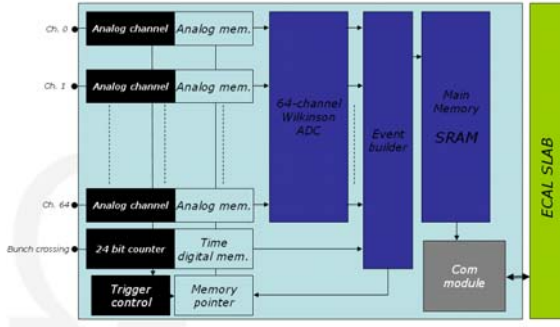 Ch. 0
Analog channel
Analog mem.
Ch. 1
Analog channel
Analog mem.
64-channel
Wilkinson
ADC
Event
builder
Main
Memory
SRAM
ECAL SLAB
Ch. 64
Analog channel
Analog mem.
Bunch crossing
24 bit counter
Time
digital mem.
Trigger
control
Memory
pointer
Com
module